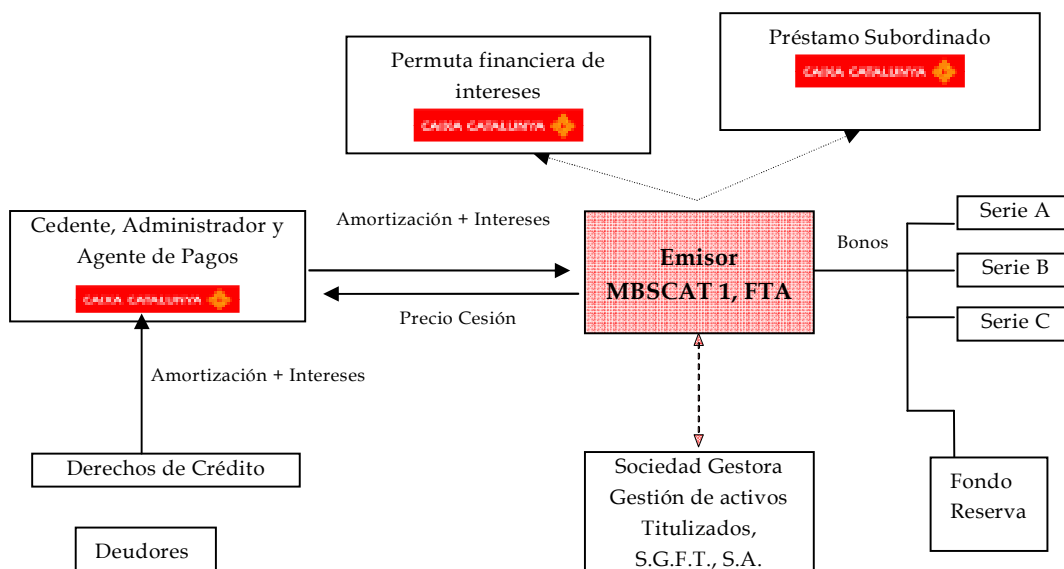 Préstamo Subordinado
CAIXA CATALUNYA
Permuta financiera de
intereses
CAIXA CATALUNYA
Cedente, Administrador y
Agente de Pagos
CAIXA CATALUNYA
Amortización + Intereses
Precio Cesión
Emisor
MBSCAT 1, FTA
Bonos
Serie A
Serie B
Serie C
Amortización + Intereses
Derechos de Crédito
Deudores
Sociedad Gestora
Gestión de activos
Titulizados,
S.G.F.T., S.A.
Fondo
Reserva